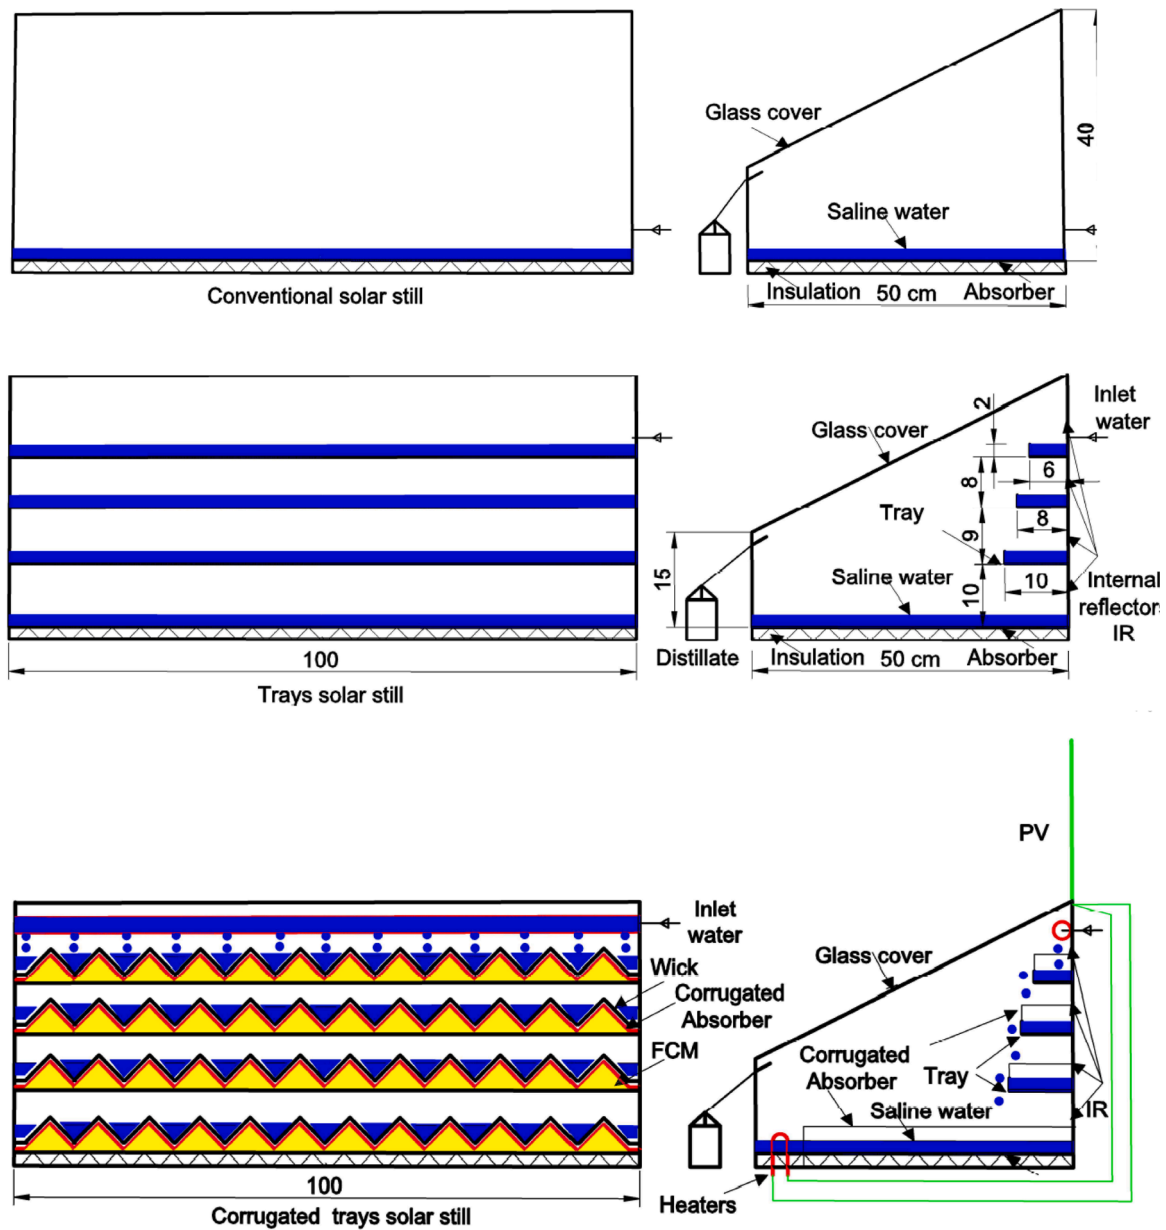 Glass cover
40
Saline water
Insulation
50 cm
Absorber
Conventional solar still
Inlet
water
2
Glass cover
6
8
Tray
8
9
15
Saline water
10
10
Internal
reflector
IR
Distillate
Insulation
50 cm
Absorber
100
Trays solar still
PV
Inlet
water
Glass cover
Wick
Corrugated
Absorber
FCM
Corrugated
Absorber
Tray
Saline water
IR
100
Heaters
Corrugated trays solar still